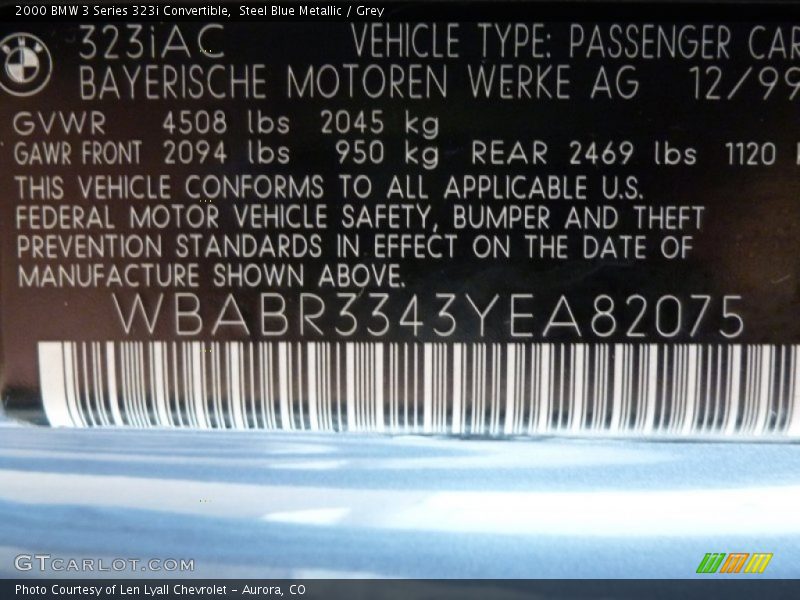 2000 BMW 3 Series 323i Convertible, Steel Blue Metallic / Grey
323iAC VEHICLE TYPE: PASSENGER CAR
BAYERISCHE MOTOREN WERKE AG 12/99
GVWR 4508 lbs 2045 kg
GAWR FRONT 2094 lbs 950 kg REAR 2469 lbs 1120
THIS VEHICLE CONFORMS TO ALL APPLICABLE U.S.
FEDERAL MOTOR VEHICLE SAFETY, BUMPER AND THEFT
PREVENTION STANDARDS IN EFFECT ON THE DATE OF
MANUFACTURE SHOWN ABOVE.
WBABR3343YEA82075
GTCARLOT.COM
Photo Courtesy of Len Lyall Chevrolet - Aurora, CO